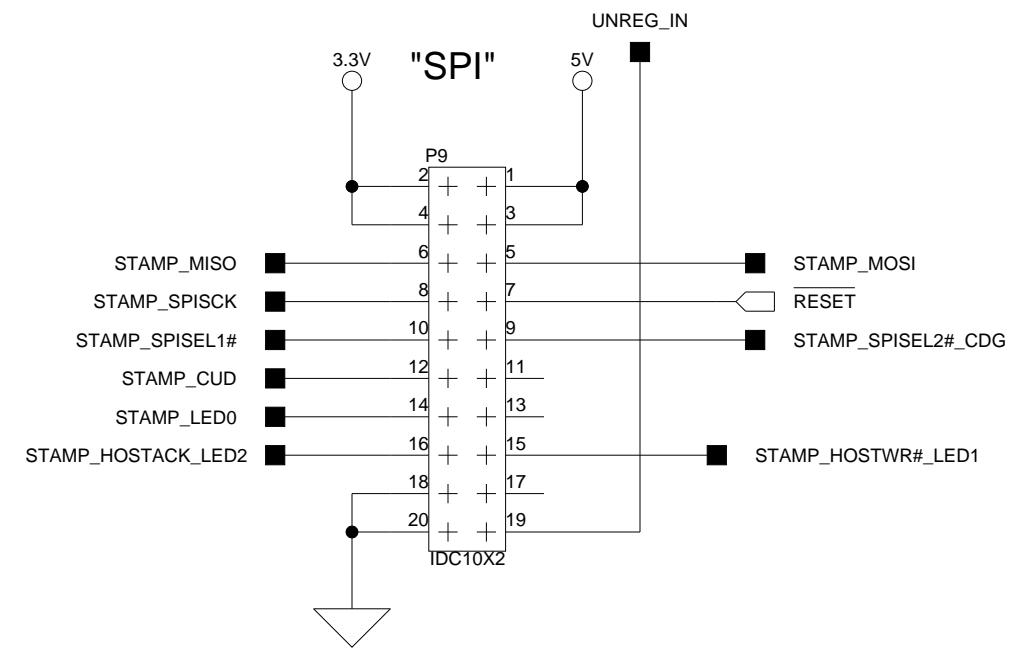 UNREG_IN
3.3V "SPI" 5V
P9
2 1
4 3
STAMP_MISO 6 5 STAMP_MOSI
STAMP_SPISCK 8 7 RESET
STAMP_SPISEL1# 10 9 STAMP_SPISEL2#_CDG
STAMP_CUD 12 11
STAMP_LED0 14 13
STAMP_HOSTACK_LED2 16 15 STAMP_HOSTWR#_LED1
18 17
20 19
IDC10X2